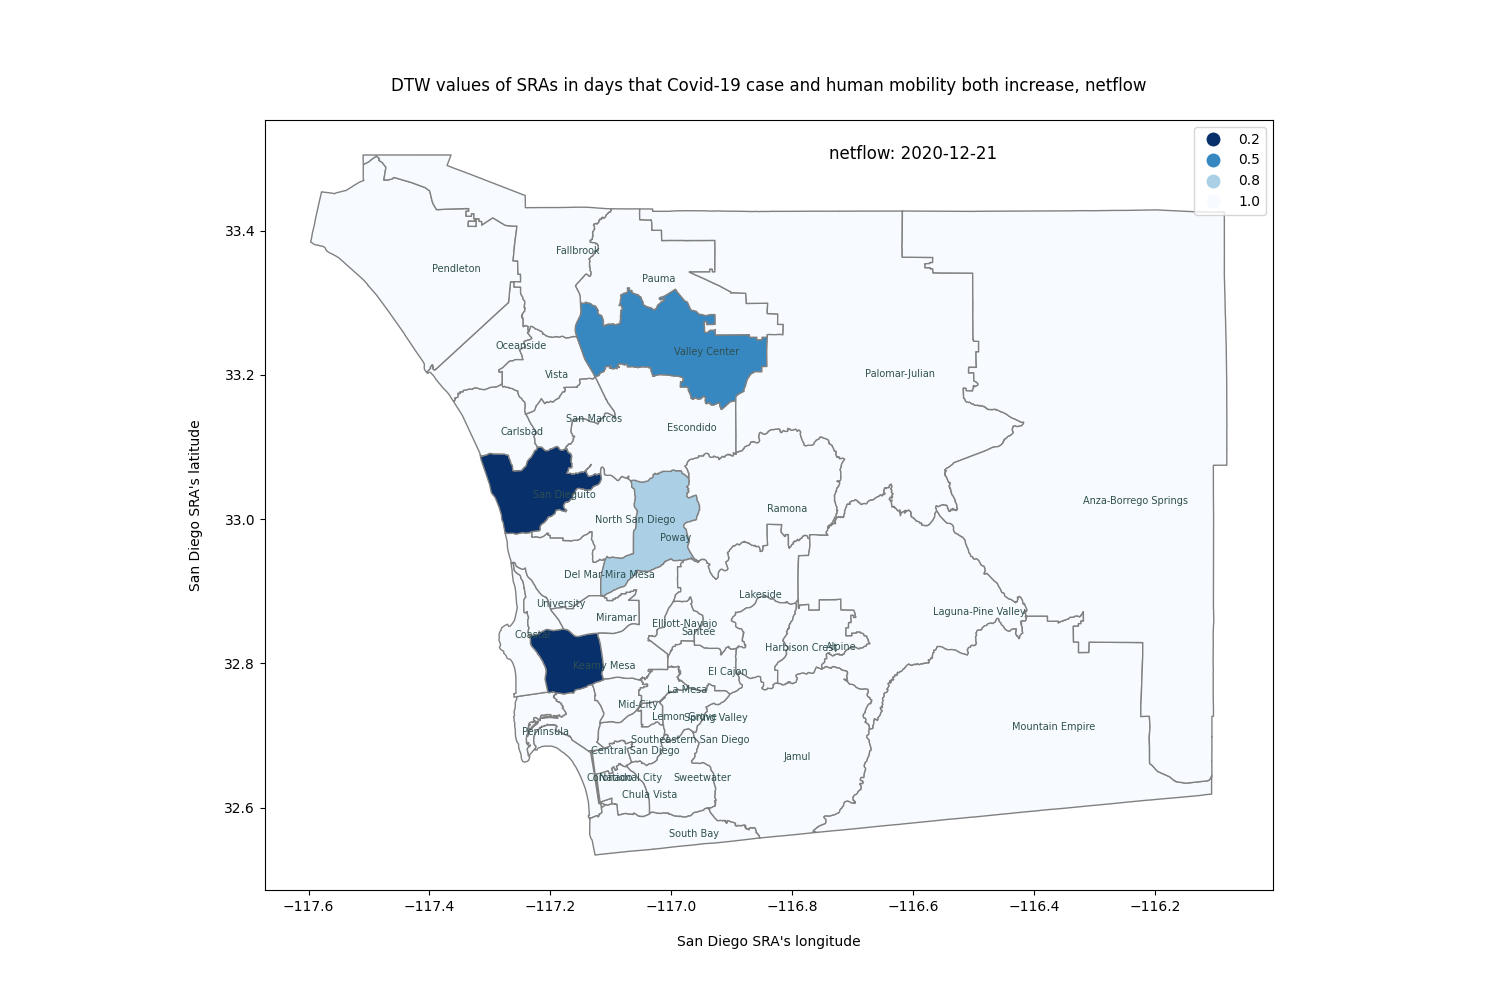 DTW values of SRAs in days that Covid-19 case and human mobility both increase, netflow
netflow: 2020-12-21
0.2
0.5
0.8
1.0
San Diego SRA's latitude
33.4
33.2
33.0
32.8
32.6
Fallbrook
Pendleton
Pauma
Oceanside
Valley Center
Vista
Palomar-Julian
San Marcos
Carlsbad
Escondido
San Dieguito
Anza-Borrego Springs
North San Diego
Ramona
Poway
Del Mar-Mira Mesa
Lakeside
University
Laguna-Pine Valley
Miramar
Elliott-Navajo
Santee
Coastal
Harbison Crest
Alpine
Kearny Mesa
El Cajon
La Mesa
Mid-City
Lemon Grove
Spring Valley
Mountain Empire
Peninsula
Southeastern San Diego
Central San Diego
Jamul
Coronado
National City
Sweetwater
Chula Vista
South Bay
−117.6
−117.4
−117.2
−117.0
−116.8
−116.6
−116.4
−116.2
San Diego SRA's longitude